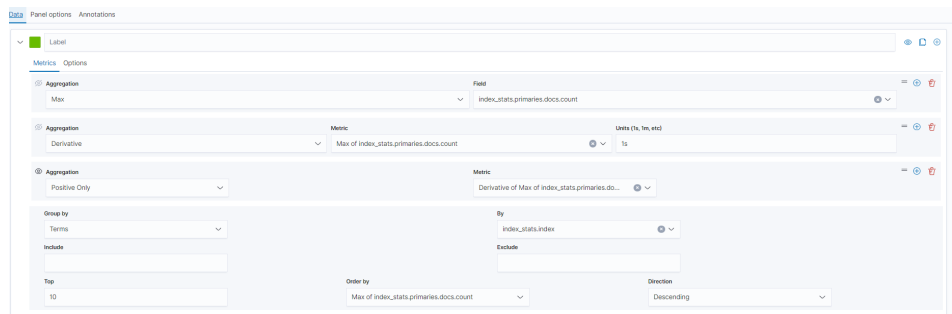 Data Panel options Annotations
Label
Metrics Options
Aggregation Field
Max index_stats.primaries.docs.count
Aggregation Metric Units (1s, 1m, etc)
Derivative Max of index_stats.primaries.docs.count 1s
Aggregation Metric
Positive Only Derivative of Max of index_stats.primaries.do...
Group by By
Terms index_stats.index
Include Exclude
Top Order by Direction
10 Max of index_stats.primaries.docs.count Descending